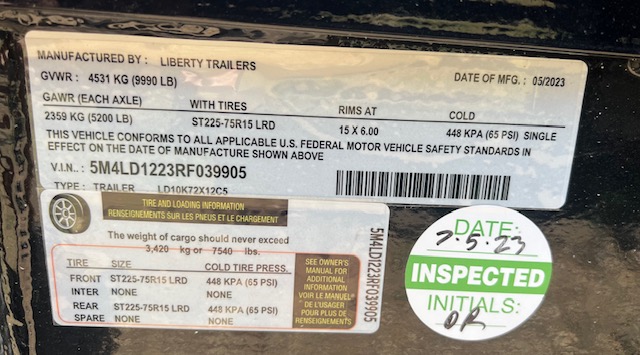 MANUFACTURED BY : LIBERTY TRAILERS
GVWR : 4531 KG (9990 LB) DATE OF MFG. : 05/2023
GAWR (EACH AXLE) WITH TIRES RIMS AT COLD
2359 KG (5200 LB) ST225-75R15 LRD 15 X 6.00 448 KPA (65 PSI) SINGLE
THIS VEHICLE CONFORMS TO ALL APPLICABLE U.S. FEDERAL MOTOR VEHICLE SAFETY STANDARDS IN
EFFECT ON THE DATE OF MANUFACTURE SHOWN ABOVE
V.I.N.. : 5M4LD1223RF039905
TYPE : TRAILER LD10K72X12C5
TIRE AND LOADING INFORMATION
RENSEIGNEMENTS SUR LES PNEUS ET LE CHARGEMENT
The weight of cargo should never exceed
3,420 kg or 7540 lbs.
TIRE SIZE COLD TIRE PRESS.
FRONT ST225-75R15 LRD 448 KPA (65 PSI)
INTER NONE NONE
REAR ST225-75R15 LRD 448 KPA (65 PSI)
SPARE NONE NONE
SEE OWNER'S
MANUAL FOR
ADDITIONAL
INFORMATION
VOIR LE MANUEL
DE L'USAGER
POUR PLUS DE
RENSEIGNEMENTS
5M4LD1223RF039905
DATE:
7.5.23
INSPECTED
INITIALS:
DR